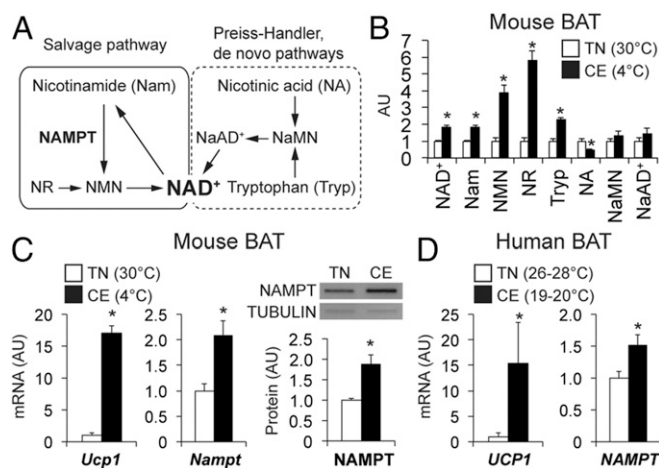 A
Salvage pathway
Preiss-Handler,
de novo pathways
Nicotinamide (Nam)
Nicotinic acid (NA)
NAMPT
NaAD⁺
NaMN
NR
NMN
NAD⁺
Tryptophan (Tryp)
B
Mouse BAT
TN (30°C)
CE (4°C)
AU
7
6
5
4
3
2
1
0
*
*
*
*
*
*
NAD⁺
Nam
NMN
NR
Tryp
NA
NaMN
NaAD⁺
C
Mouse BAT
TN (30°C)
CE (4°C)
mRNA (AU)
20
15
10
5
0
*
Ucp1
2.5
2.0
1.5
1.0
0.5
0
*
Nampt
TN CE
NAMPT
TUBULIN
Protein (AU)
2.5
2.0
1.5
1.0
0.5
0
*
NAMPT
D
Human BAT
TN (26-28°C)
CE (19-20°C)
mRNA (AU)
25
20
15
10
5
0
*
UCP1
2.0
1.5
1.0
0.5
0
*
NAMPT